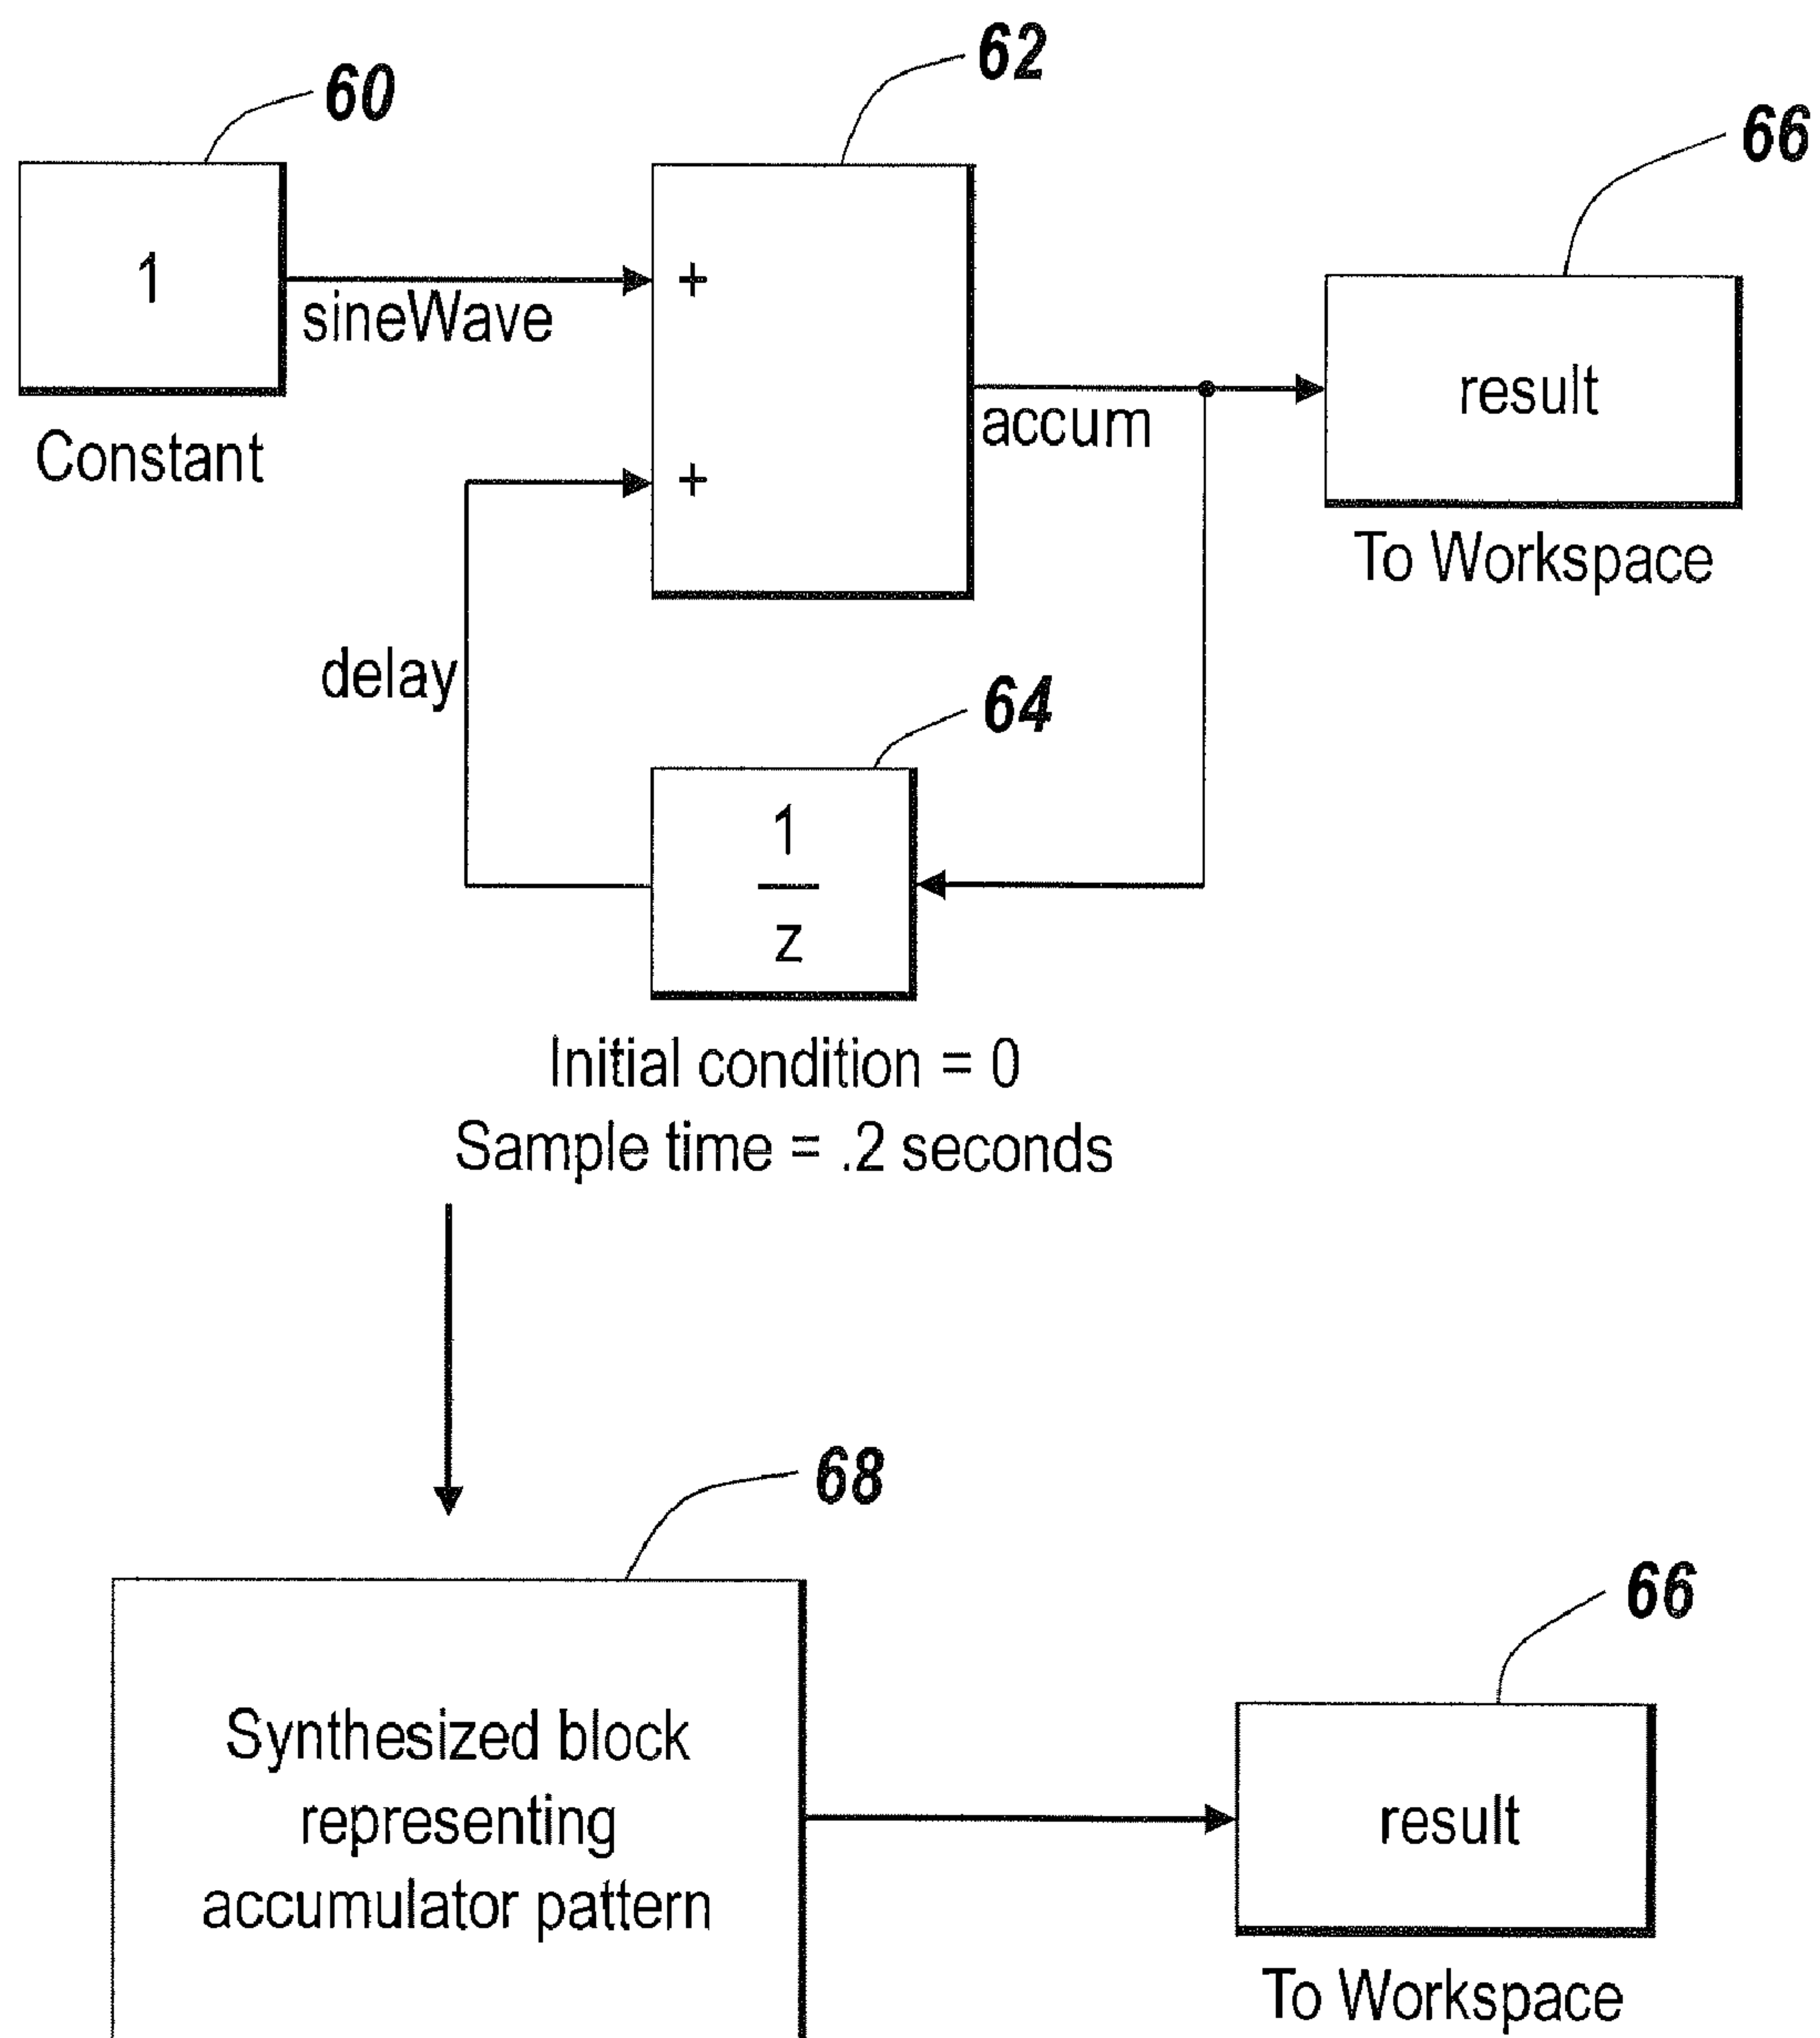 60
62
66
1
sineWave
+
+
accum
result
Constant
To Workspace
delay
64
1
z
Initial condition = 0
Sample time = .2 seconds
68
66
Synthesized block
representing
accumulator pattern
result
To Workspace